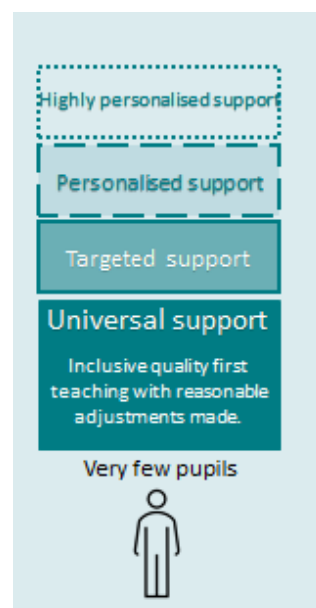 Highly personalised support
Personalised support
Targeted support
Universal support
Inclusive quality first
teaching with reasonable
adjustments made.
Very few pupils